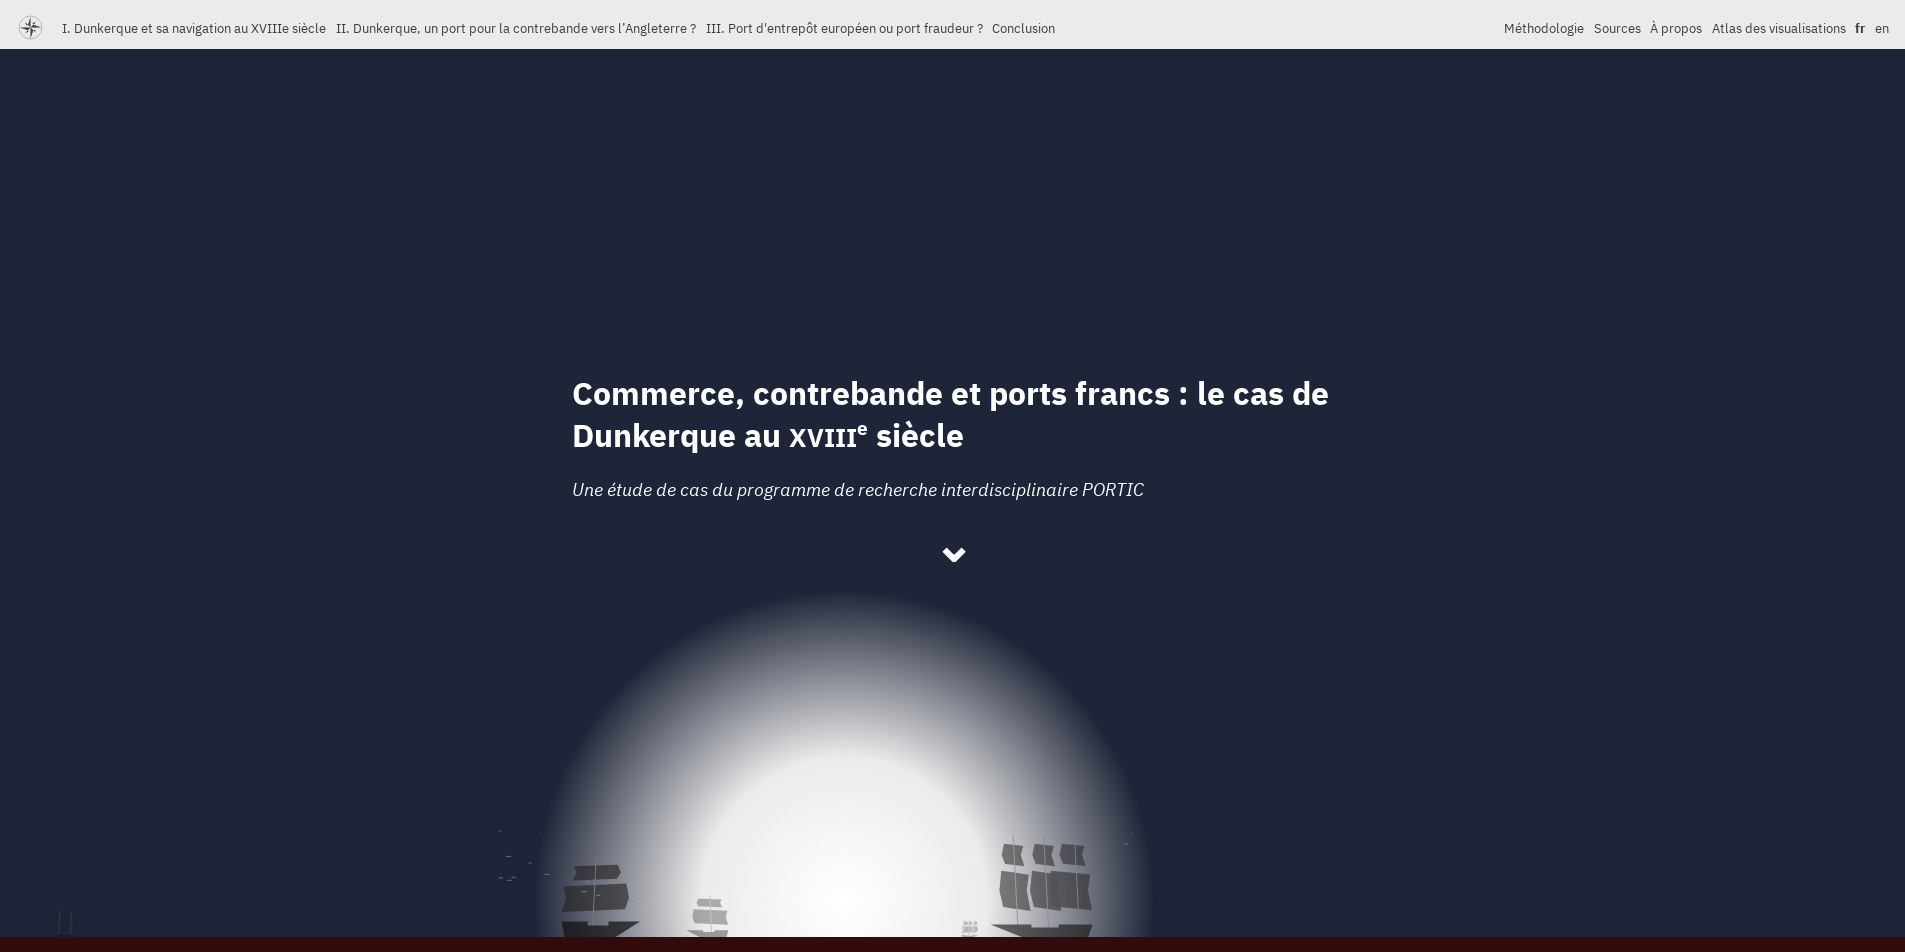 I. Dunkerque et sa navigation au XVIIIe siècle II. Dunkerque, un port pour la contrebande vers l’Angleterre ? III. Port d'entrepôt européen ou port fraudeur ? Conclusion Méthodologie Sources À propos Atlas des visualisations fr en
Commerce, contrebande et ports francs : le cas de
Dunkerque au XVIIIe siècle
Une étude de cas du programme de recherche interdisciplinaire PORTIC